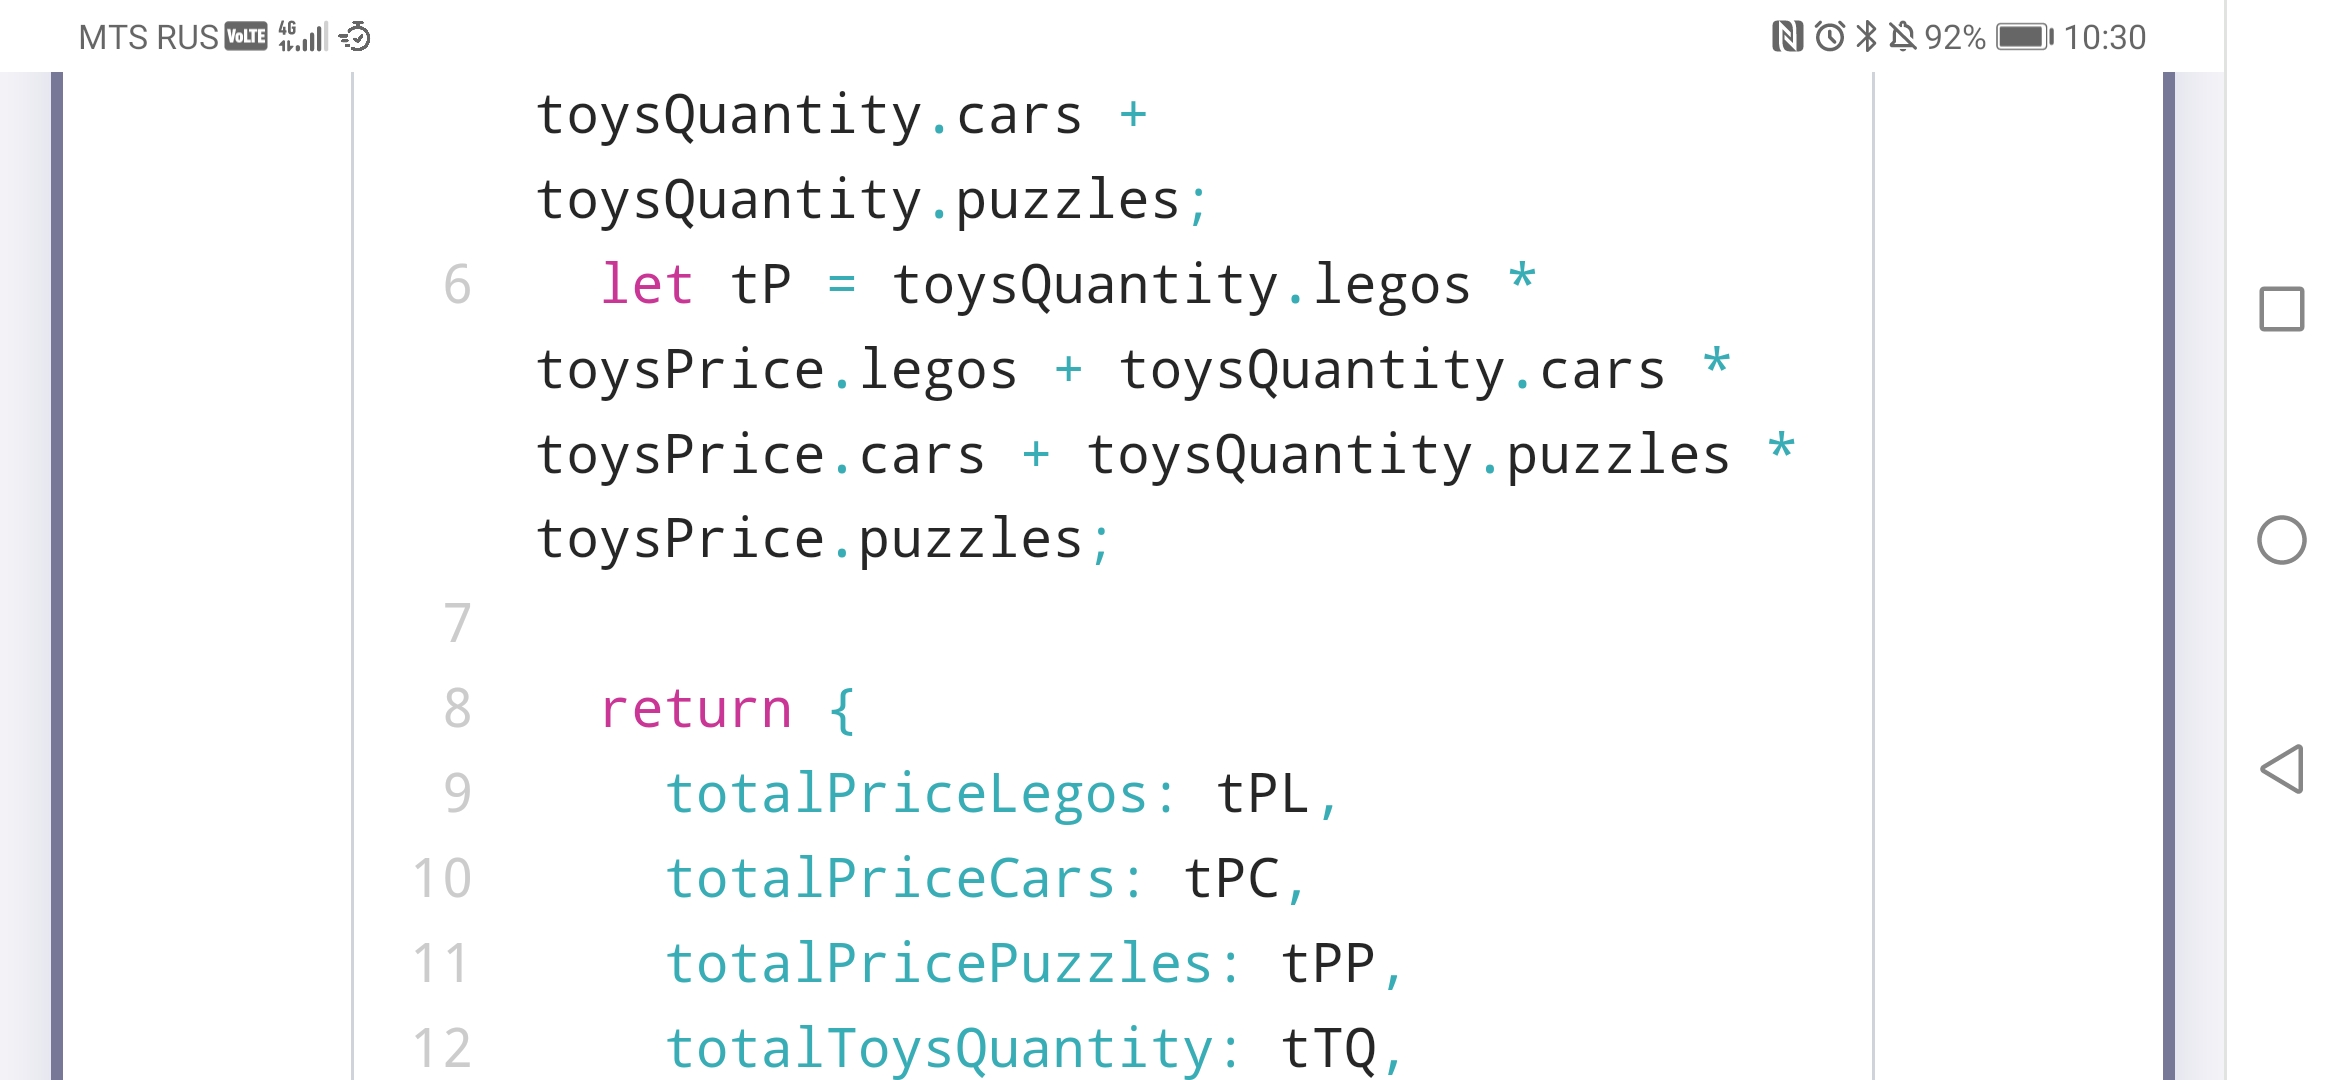 MTS RUS VoLTE 4G 92% 10:30
toysQuantity.cars +
toysQuantity.puzzles;
6 let tP = toysQuantity.legos *
toysPrice.legos + toysQuantity.cars *
toysPrice.cars + toysQuantity.puzzles *
toysPrice.puzzles;
7
8 return {
9 totalPriceLegos: tPL,
10 totalPriceCars: tPC,
11 totalPricePuzzles: tPP,
12 totalToysQuantity: tTQ,